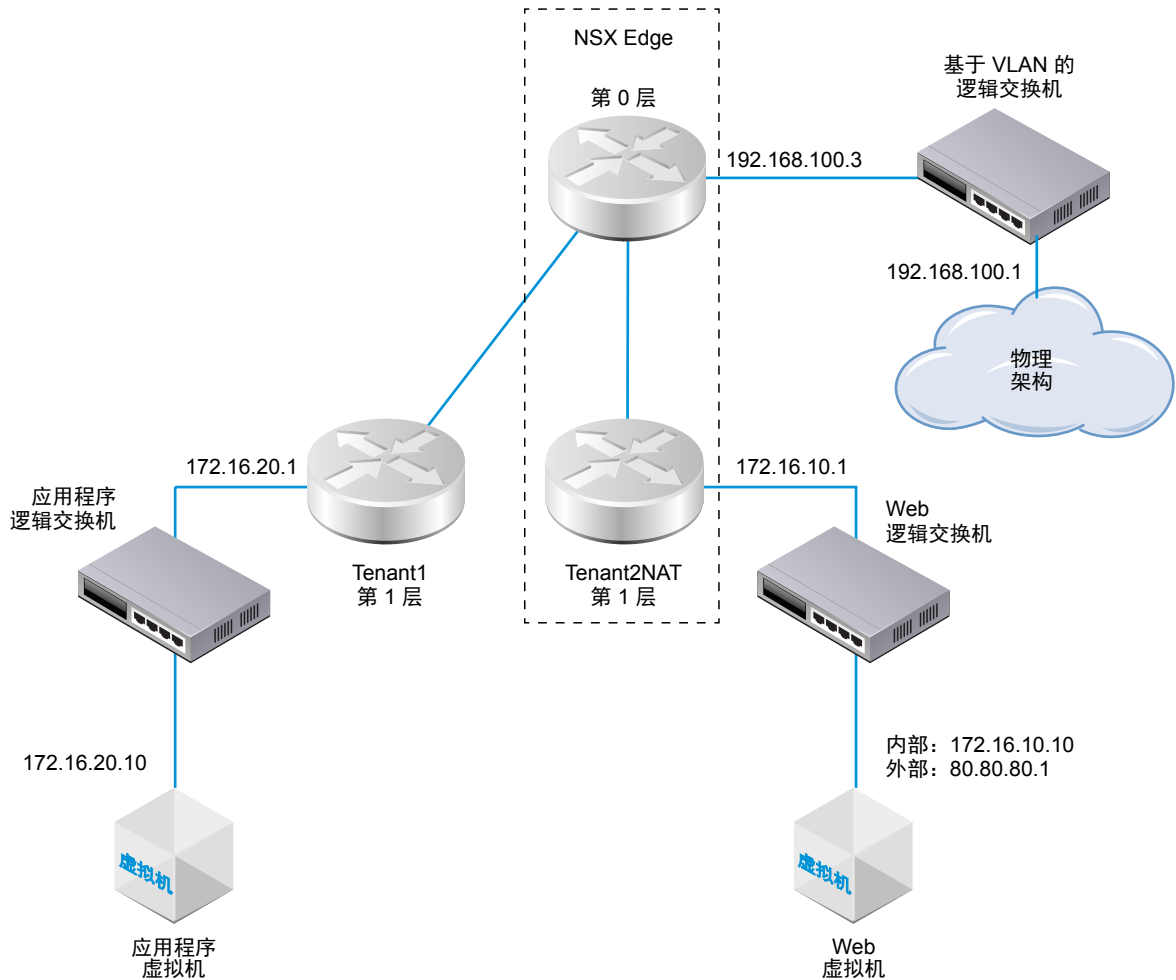 NSX Edge
第 0 层
基于 VLAN 的
逻辑交换机
192.168.100.3
192.168.100.1
物理
架构
172.16.20.1
172.16.10.1
应用程序
逻辑交换机
Web
逻辑交换机
Tenant1
第 1 层
Tenant2NAT
第 1 层
172.16.20.10
内部：172.16.10.10
外部：80.80.80.1
虚拟机
虚拟机
应用程序
虚拟机
Web
虚拟机